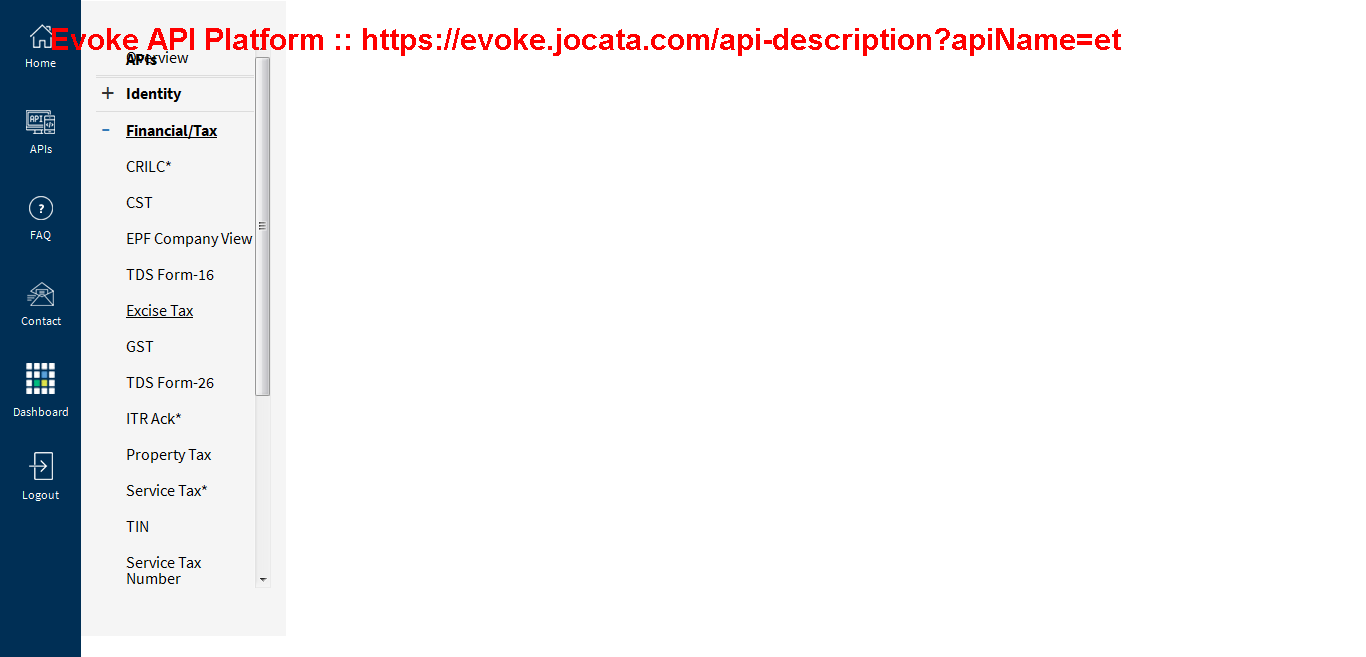 Evoke API Platform :: https://evoke.jocata.com/api-description?apiName=et
Home
APIs
FAQ
Contact
Dashboard
Logout
APIs
Overview
+ Identity
- Financial/Tax
CRILC*
CST
EPF Company View
TDS Form-16
Excise Tax
GST
TDS Form-26
ITR Ack*
Property Tax
Service Tax*
TIN
Service Tax
Number